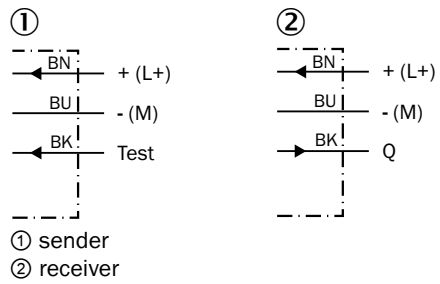 ① ②
BN + (L+) BN + (L+)
BU - (M) BU - (M)
BK Test BK Q
① sender
② receiver